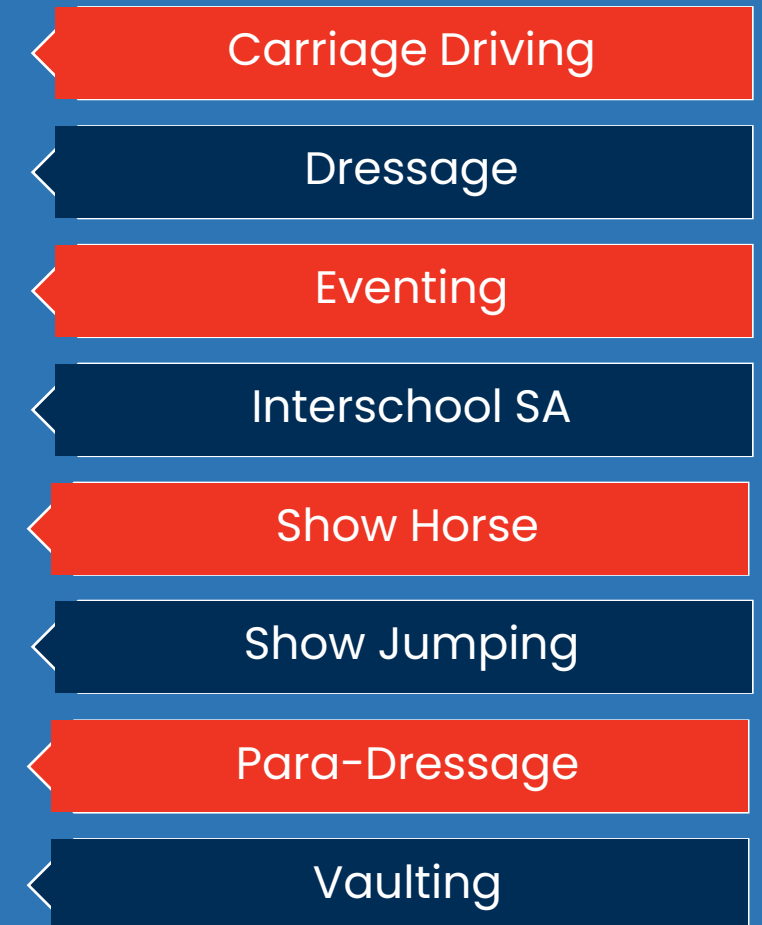 Carriage Driving
Dressage
Eventing
Interschool SA
Show Horse
Show Jumping
Para-Dressage
Vaulting